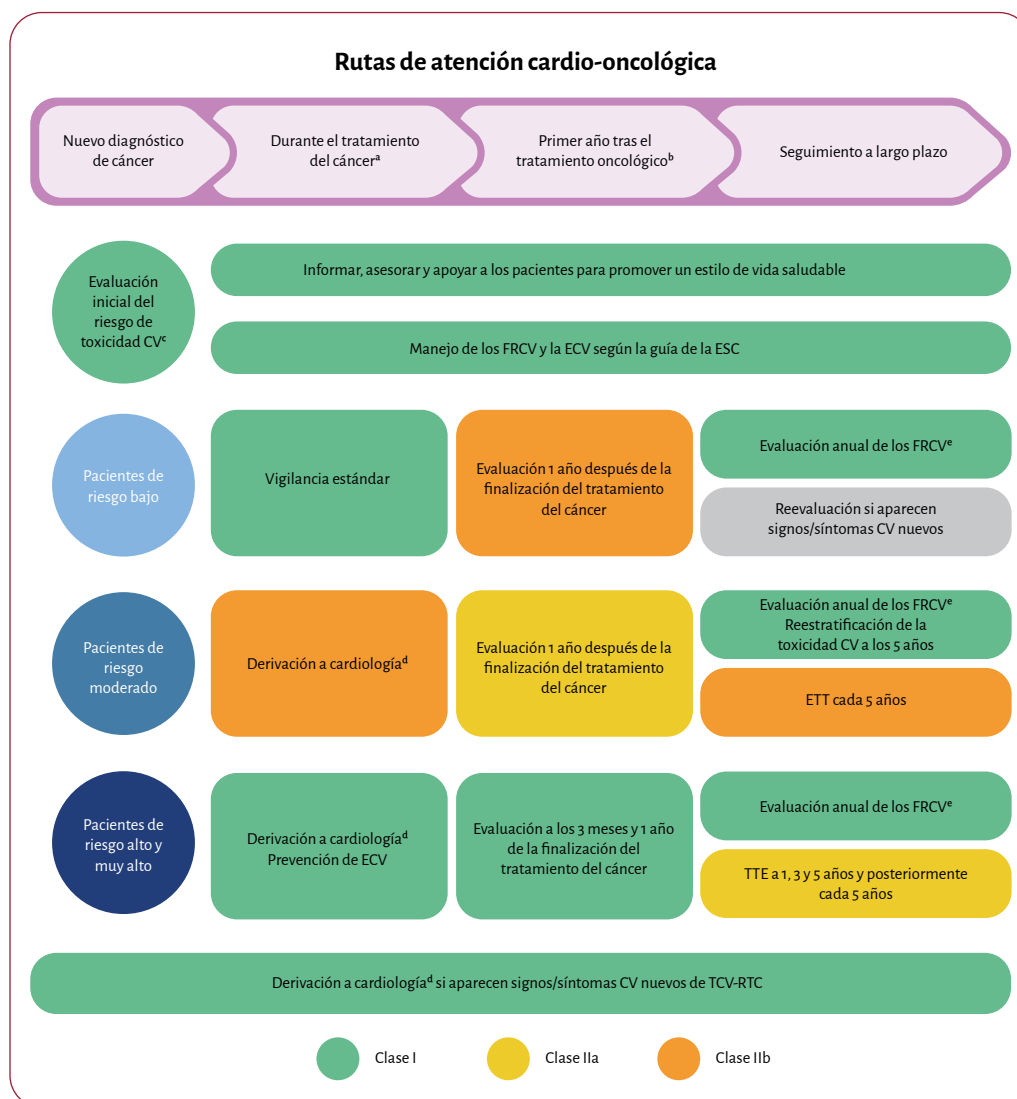 Rutas de atención cardio-oncológica
Nuevo diagnóstico
de cáncer
Durante el tratamiento
del cáncerª
Primer año tras el
tratamiento oncológicoᵇ
Seguimiento a largo plazo
Evaluación
inicial del
riesgo de
toxicidad CVᶜ
Informar, asesorar y apoyar a los pacientes para promover un estilo de vida saludable
Manejo de los FRCV y la ECV según la guía de la ESC
Pacientes de
riesgo bajo
Vigilancia estándar
Evaluación 1 año después de la
finalización del tratamiento
del cáncer
Evaluación anual de los FRCVᵉ
Reevaluación si aparecen
signos/síntomas CV nuevos
Pacientes de
riesgo
moderado
Derivación a cardiologíaᵈ
Evaluación 1 año después de la
finalización del tratamiento
del cáncer
Evaluación anual de los FRCVᵉ
Reestratificación de la
toxicidad CV a los 5 años
ETT cada 5 años
Pacientes de
riesgo alto y
muy alto
Derivación a cardiologíaᵈ
Prevención de ECV
Evaluación a los 3 meses y 1 año
de la finalización del
tratamiento del cáncer
Evaluación anual de los FRCVᵉ
TTE a 1, 3 y 5 años y posteriormente
cada 5 años
Derivación a cardiologíaᵈ si aparecen signos/síntomas CV nuevos de TCV-RTC
Clase I
Clase IIa
Clase IIb